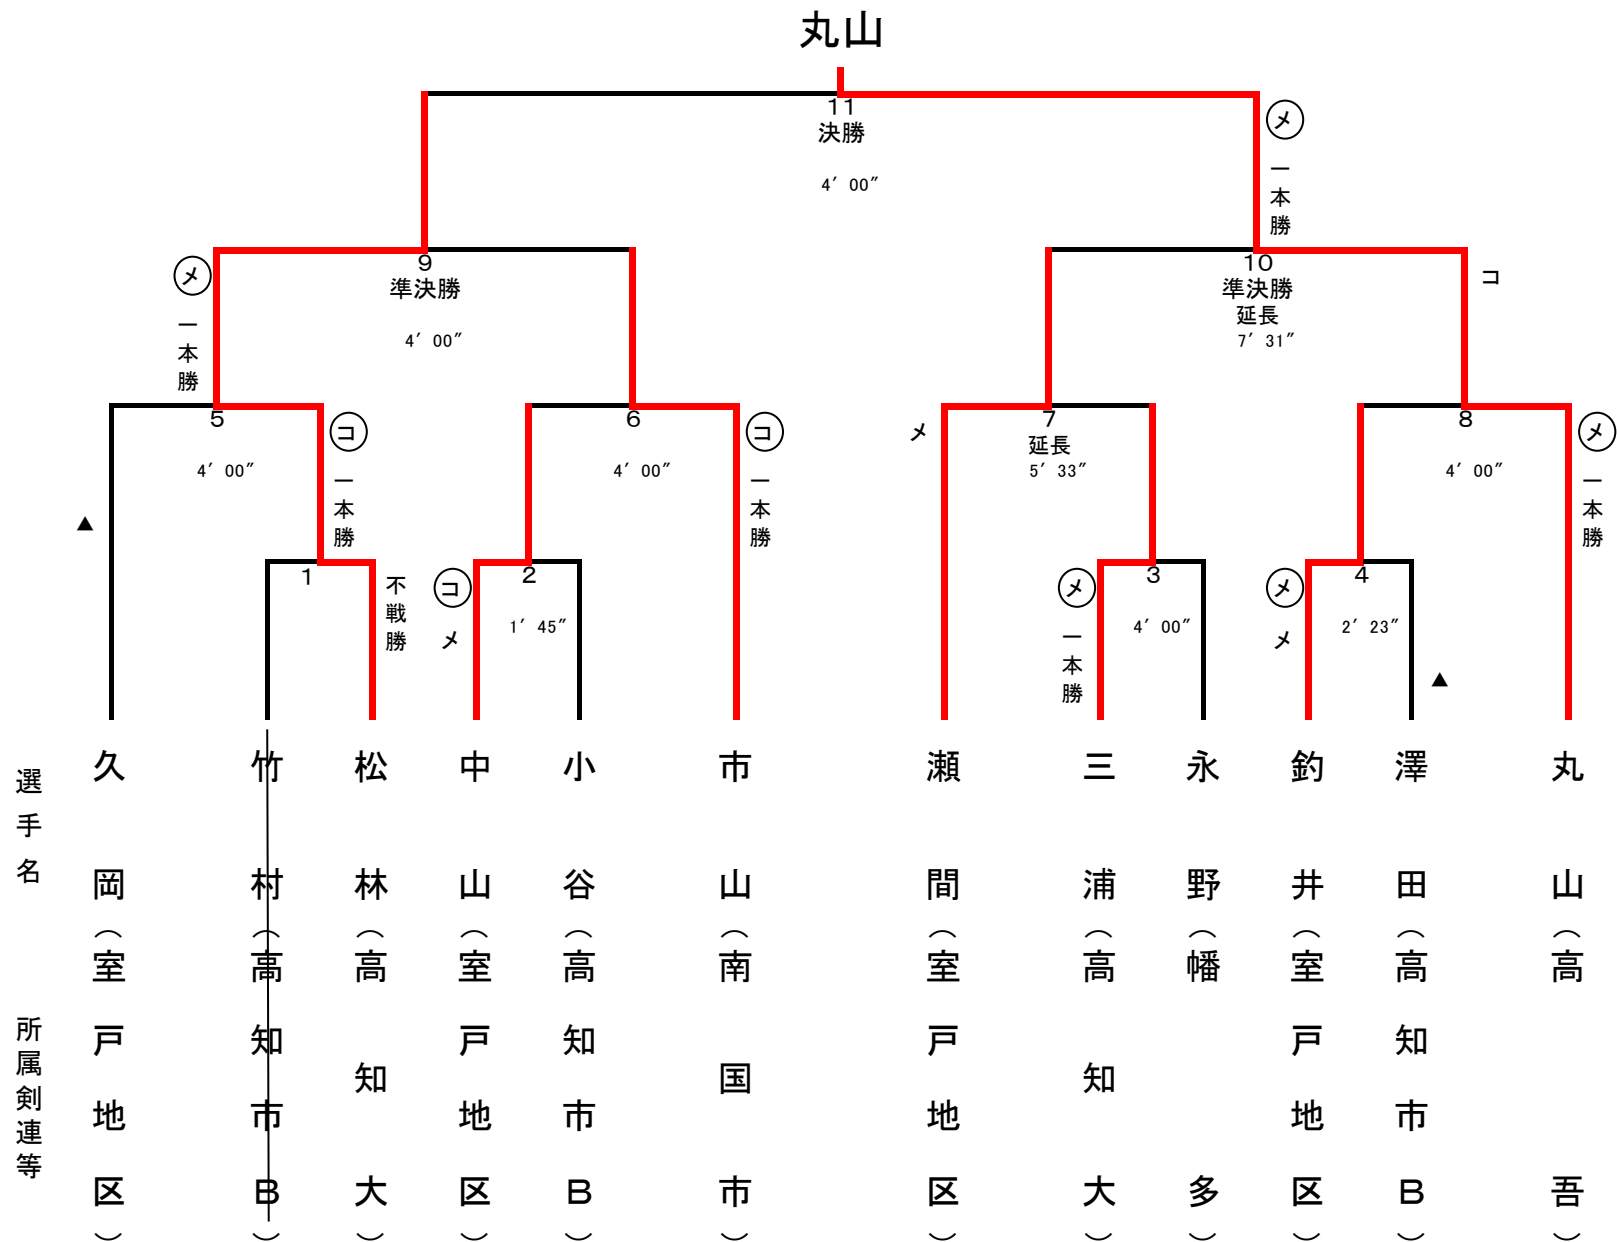 丸山
11
決勝
4′00″
㋱
一本勝
9
準決勝
4′00″
㋱
一本勝
10
準決勝
延長
7′31″
コ
5
4′00″
▲
㋙
一本勝
6
4′00″
㋙
一本勝
7
延長
5′33″
メ
8
4′00″
㋱
一本勝
1
不戦勝
2
1′45″
㋙
メ
3
4′00″
㋱
一本勝
4
2′23″
㋱
メ
▲
選手名
所属剣連等
久岡（室戸地区）
竹村（高知市B）
松林（高知大）
中山（室戸地区）
小谷（高知市B）
市山（南国市）
瀬間（室戸地区）
三浦（高知大）
永野（幡多）
釣井（室戸地区）
澤田（高知市B）
丸山（高吾）